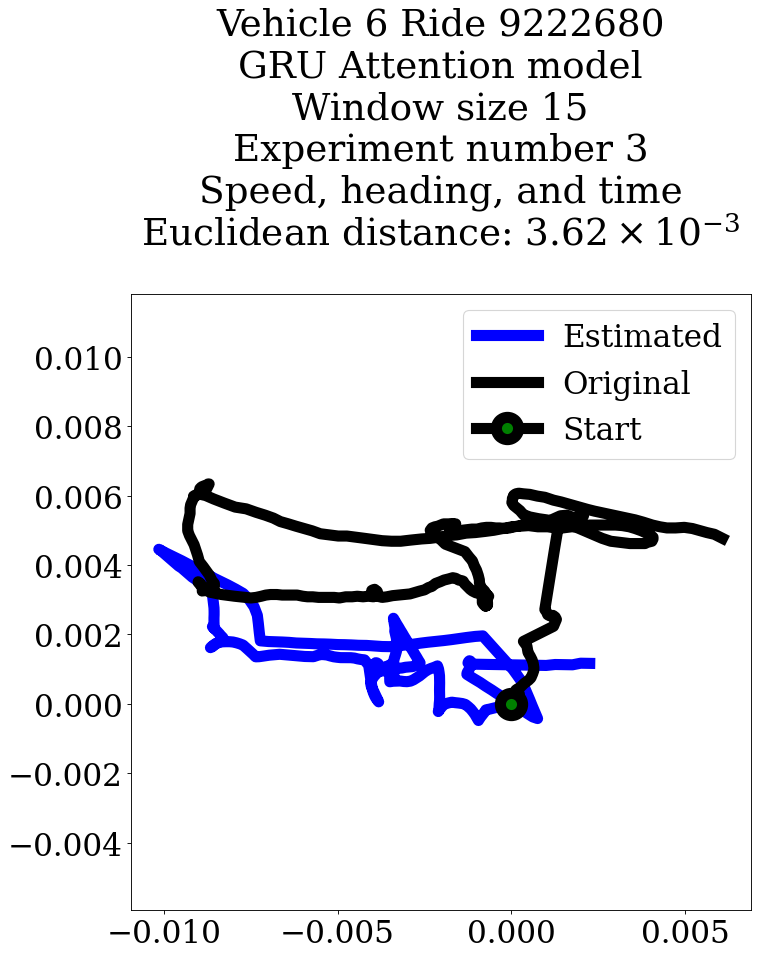 Vehicle 6 Ride 9222680
GRU Attention model
Window size 15
Experiment number 3
Speed, heading, and time
Euclidean distance: 3.62 × 10⁻³
Estimated
Original
Start
0.010
0.008
0.006
0.004
0.002
0.000
−0.002
−0.004
−0.010 −0.005 0.000 0.005